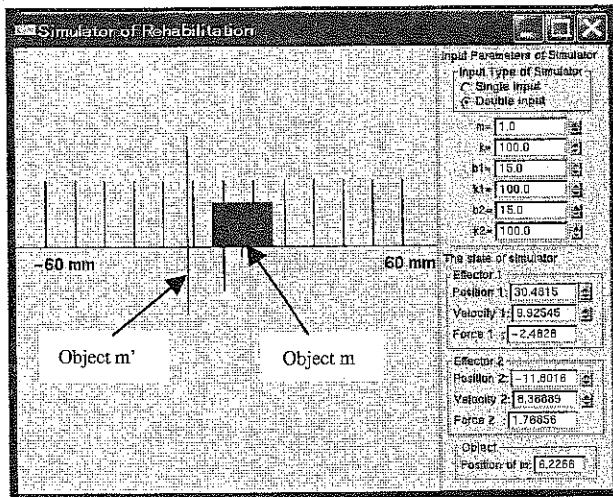 Simulator of Rehabilitation
-60 mm
60 mm
Object m'
Object m
Input Parameters of Simulator
Input Type of Simulator
Single Input
Double Input
m= 1.0
k= 100.0
b1= 15.0
k1= 100.0
b2= 15.0
k2= 100.0
The state of simulator
Effector 1
Position 1: 30.4815
Velocity 1: 9.92545
Force 1 : -2.4828
Effector 2
Position 2: -11.6016
Velocity 2: 8.36889
Force 2 : 1.76856
Object
Position of m: 6.2256